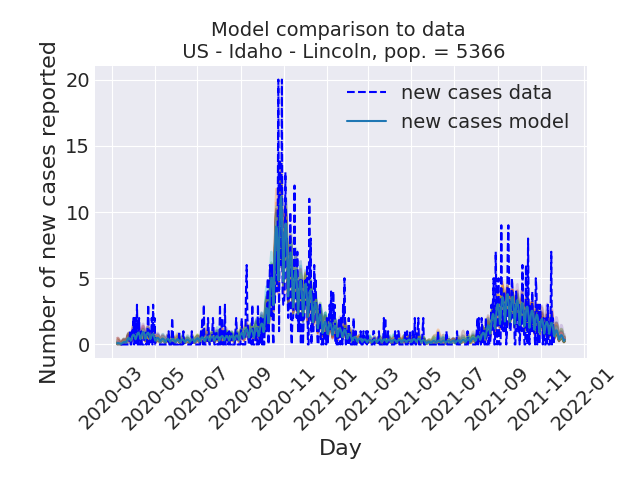 Model comparison to data
US - Idaho - Lincoln, pop. = 5366
Number of new cases reported
20
15
10
5
0
new cases data
new cases model
2020-03
2020-05
2020-07
2020-09
2020-11
2021-01
2021-03
2021-05
2021-07
2021-09
2021-11
2022-01
Day